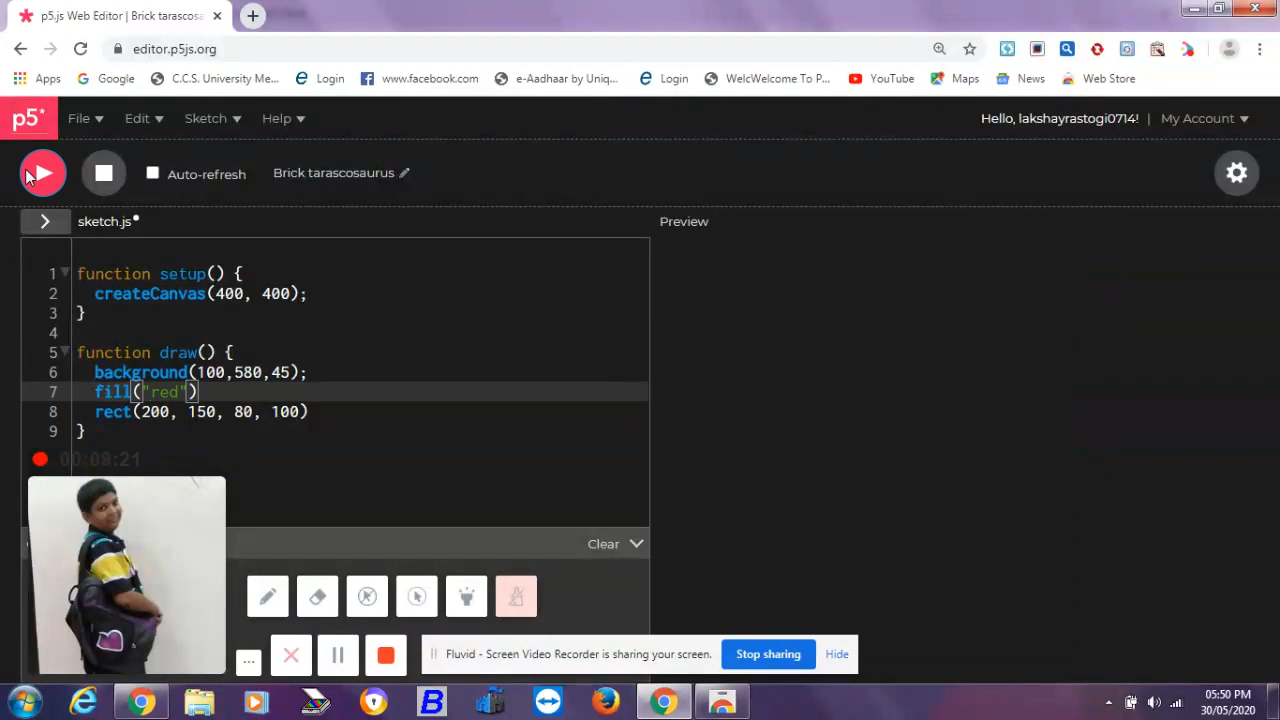 p5.js Web Editor | Brick tarascosa
editor.p5js.org
Apps Google C.C.S. University Me... Login www.facebook.com e-Aadhaar by Uniq... Login WelcWelcome To P... YouTube Maps News Web Store
p5* File Edit Sketch Help Hello, lakshayrastogi0714! | My Account
Auto-refresh Brick tarascosaurus
> sketch.js Preview
1 function setup() {
2 createCanvas(400, 400);
3 }
4
5 function draw() {
6 background(100,580,45);
7 fill("red")
8 rect(200, 150, 80, 100)
9 }
00:09:21
Clear
... Fluvid - Screen Video Recorder is sharing your screen. Stop sharing Hide
05:50 PM
30/05/2020